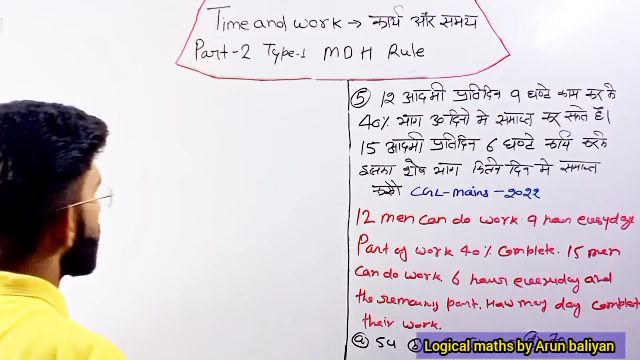 Time and work → कार्य और समय
Part-2 Type-1 MDH Rule
⑤ 12 आदमी प्रतिदिन 9 घण्टे काम करके
40% भाग दिनो मे समाप्त कर सकते है।
15 आदमी प्रतिदिन 6 घण्टे कार्य करके
इसका शेष भाग कितने दिन मे समाप्त
करेंगे CGL-mains-2022
12 men can do work 9 hour everyday
Part of work 40% complete. 15 men
can do work 6 hours everyday and
the part. How may day complet
their work.
ⓐ 54
Logical maths by Arun baliyan